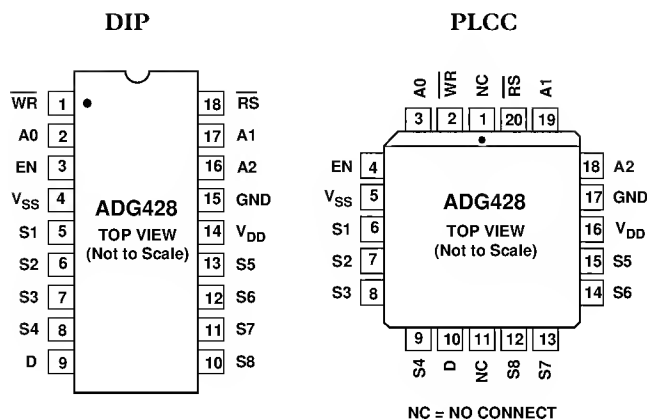 DIP
WR 1 18 RS
A0 2 17 A1
EN 3 16 A2
VSS 4 15 GND
S1 5 14 VDD
S2 6 13 S5
S3 7 12 S6
S4 8 11 S7
D 9 10 S8
ADG428
TOP VIEW
(Not to Scale)
PLCC
A0 WR NC RS A1
3 2 1 20 19
EN 4 18 A2
VSS 5 17 GND
S1 6 16 VDD
S2 7 15 S5
S3 8 14 S6
ADG428
TOP VIEW
(Not to Scale)
9 10 11 12 13
S4 D NC S8 S7
NC = NO CONNECT